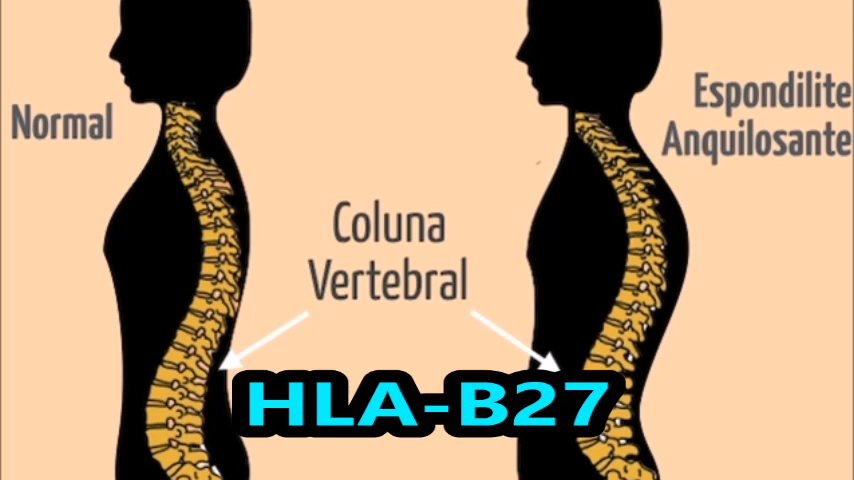 Normal
Espondilite
Anquilosante
Coluna
Vertebral
HLA-B27